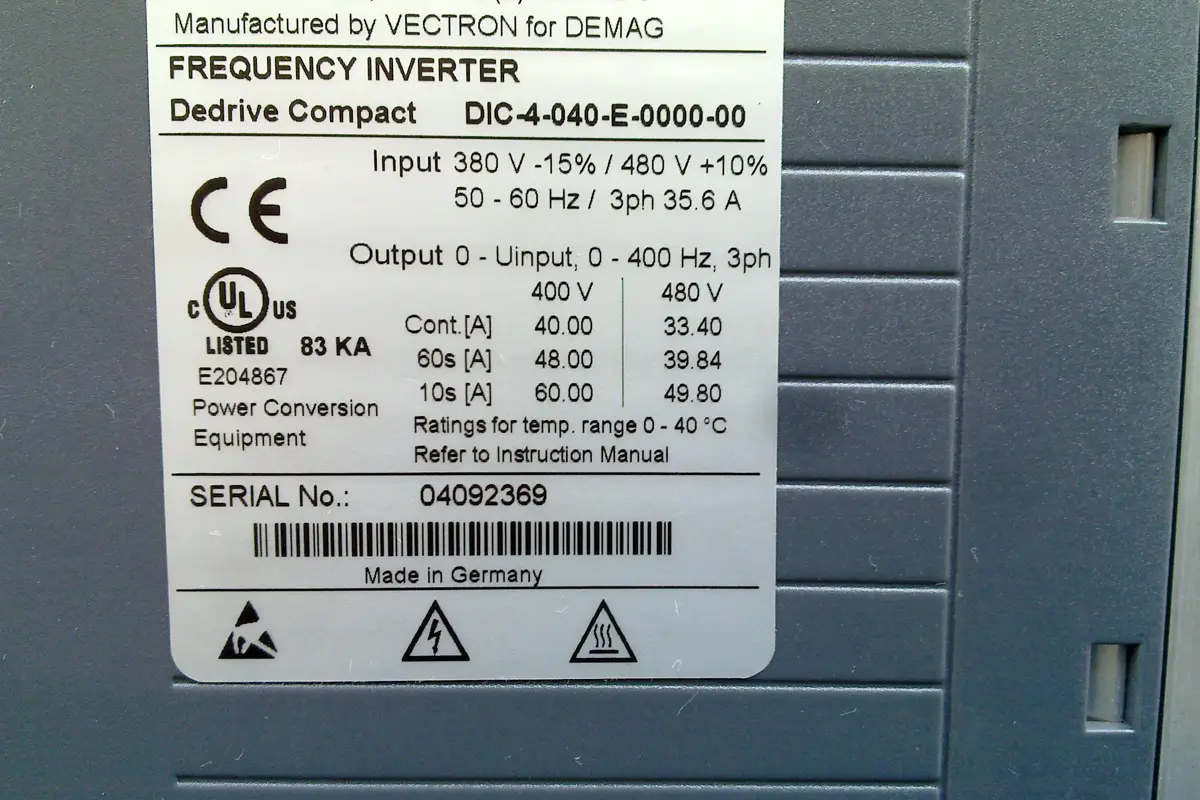 Manufactured by VECTRON for DEMAG
FREQUENCY INVERTER
Dedrive Compact DIC-4-040-E-0000-00
Input 380 V -15% / 480 V +10%
50 - 60 Hz / 3ph 35.6 A
CE
Output 0 - Uinput, 0 - 400 Hz, 3ph
400 V 480 V
Cont.[A] 40.00 33.40
60s [A] 48.00 39.84
10s [A] 60.00 49.80
Ratings for temp. range 0 - 40 °C
Refer to Instruction Manual
C UL US
LISTED 83 KA
E204867
Power Conversion
Equipment
SERIAL No.: 04092369
Made in Germany